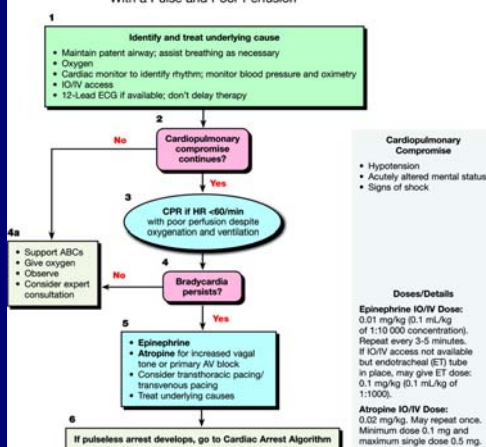 With a Pulse and Poor Perfusion
1
Identify and treat underlying cause
• Maintain patent airway; assist breathing as necessary
• Oxygen
• Cardiac monitor to identify rhythm; monitor blood pressure and oximetry
• IO/IV access
• 12-Lead ECG if available; don't delay therapy
2
Cardiopulmonary
compromise
continues?
No
Yes
Cardiopulmonary
Compromise
• Hypotension
• Acutely altered mental status
• Signs of shock
3
CPR if HR <60/min
with poor perfusion despite
oxygenation and ventilation
4a
• Support ABCs
• Give oxygen
• Observe
• Consider expert
consultation
4
Bradycardia
persists?
No
Yes
5
• Epinephrine
• Atropine for increased vagal
tone or primary AV block
• Consider transthoracic pacing/
transvenous pacing
• Treat underlying causes
6
If pulseless arrest develops, go to Cardiac Arrest Algorithm
Doses/Details
Epinephrine IO/IV Dose:
0.01 mg/kg (0.1 mL/kg
of 1:10 000 concentration).
Repeat every 3-5 minutes.
If IO/IV access not available
but endotracheal (ET) tube
in place, may give ET dose:
0.1 mg/kg (0.1 mL/kg of
1:1000).
Atropine IO/IV Dose:
0.02 mg/kg. May repeat once.
Minimum dose 0.1 mg and
maximum single dose 0.5 mg.